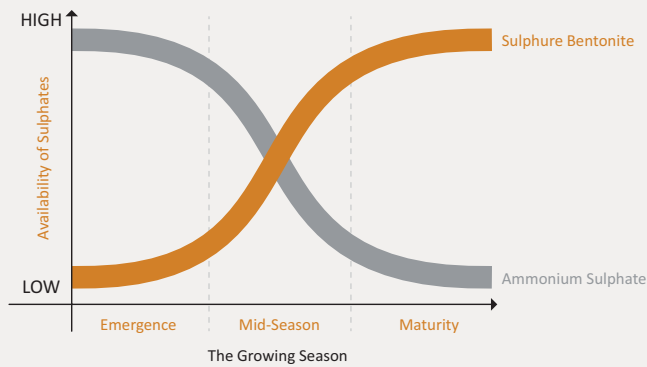 HIGH
Sulphure Bentonite
Availability of Sulphates
LOW
Ammonium Sulphate
Emergence
Mid-Season
Maturity
The Growing Season